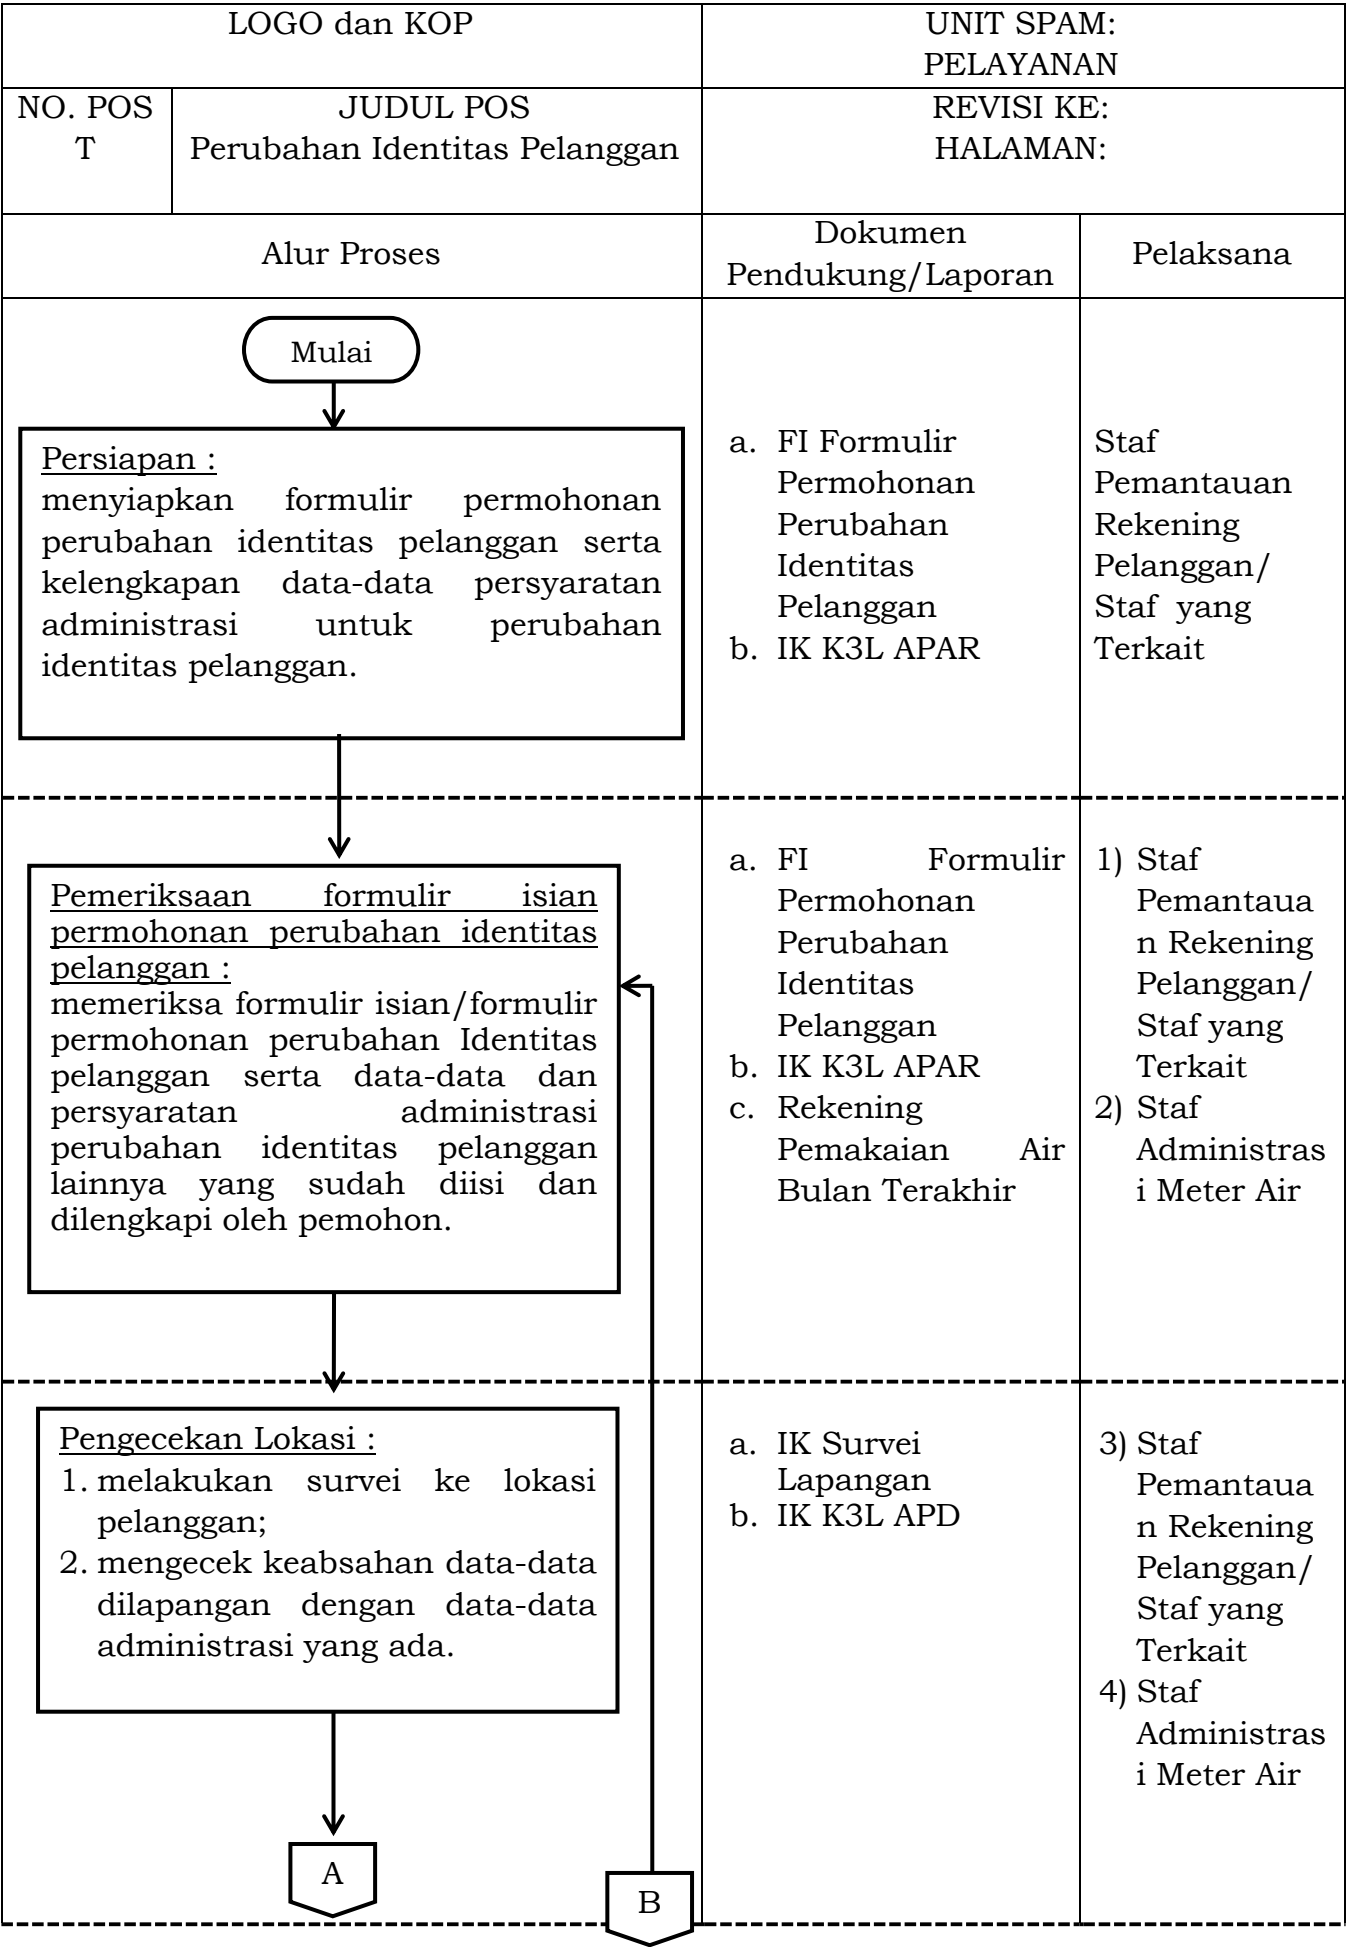 LOGO dan KOP
UNIT SPAM:
PELAYANAN
NO. POS
T
JUDUL POS
Perubahan Identitas Pelanggan
REVISI KE:
HALAMAN:
Alur Proses
Dokumen
Pendukung/Laporan
Pelaksana
Mulai
Persiapan :
menyiapkan formulir permohonan
perubahan identitas pelanggan serta
kelengkapan data-data persyaratan
administrasi untuk perubahan
identitas pelanggan.
a. FI Formulir
Permohonan
Perubahan
Identitas
Pelanggan
b. IK K3L APAR
Staf
Pemantauan
Rekening
Pelanggan/
Staf yang
Terkait
Pemeriksaan formulir isian
permohonan perubahan identitas
pelanggan :
memeriksa formulir isian/formulir
permohonan perubahan Identitas
pelanggan serta data-data dan
persyaratan administrasi
perubahan identitas pelanggan
lainnya yang sudah diisi dan
dilengkapi oleh pemohon.
a. FI Formulir
Permohonan
Perubahan
Identitas
Pelanggan
b. IK K3L APAR
c. Rekening
Pemakaian Air
Bulan Terakhir
1) Staf
Pemantaua
n Rekening
Pelanggan/
Staf yang
Terkait
2) Staf
Administras
i Meter Air
Pengecekan Lokasi :
1. melakukan survei ke lokasi
pelanggan;
2. mengecek keabsahan data-data
dilapangan dengan data-data
administrasi yang ada.
a. IK Survei
Lapangan
b. IK K3L APD
3) Staf
Pemantaua
n Rekening
Pelanggan/
Staf yang
Terkait
4) Staf
Administras
i Meter Air
A
B